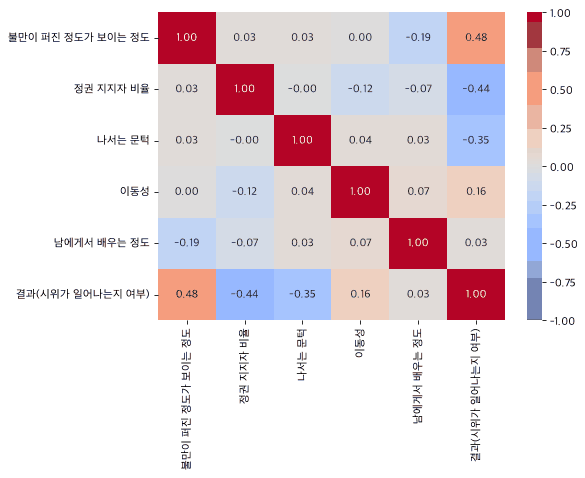 불만이 퍼진 정도가 보이는 정도 1.00 0.03 0.03 0.00 -0.19 0.48
정권 지지자 비율 0.03 1.00 -0.00 -0.12 -0.07 -0.44
나서는 문턱 0.03 -0.00 1.00 0.04 0.03 -0.35
이동성 0.00 -0.12 0.04 1.00 0.07 0.16
남에게서 배우는 정도 -0.19 -0.07 0.03 0.07 1.00 0.03
결과(시위가 일어나는지 여부) 0.48 -0.44 -0.35 0.16 0.03 1.00
불만이 퍼진 정도가 보이는 정도
정권 지지자 비율
나서는 문턱
이동성
남에게서 배우는 정도
결과(시위가 일어나는지 여부)
1.00
0.75
0.50
0.25
0.00
-0.25
-0.50
-0.75
-1.00